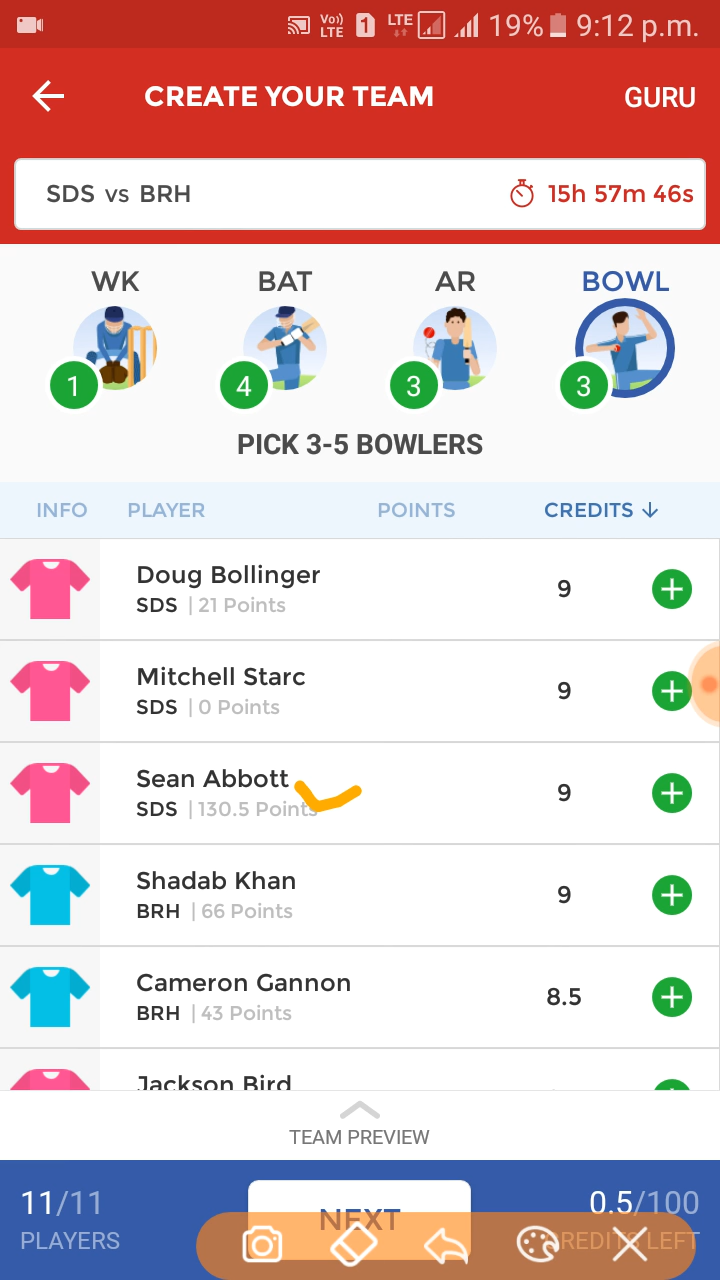 Vo)) LTE 1 LTE 19% 9:12 p.m.
CREATE YOUR TEAM GURU
SDS vs BRH 15h 57m 46s
WK BAT AR BOWL
1 4 3 3
PICK 3-5 BOWLERS
INFO PLAYER POINTS CREDITS
Doug Bollinger
SDS | 21 Points 9
Mitchell Starc
SDS | 0 Points 9
Sean Abbott
SDS | 130.5 Points 9
Shadab Khan
BRH | 66 Points 9
Cameron Gannon
BRH | 43 Points 8.5
Jackson Bird
TEAM PREVIEW
11/11 NEXT 0.5/100
PLAYERS CREDITS LEFT